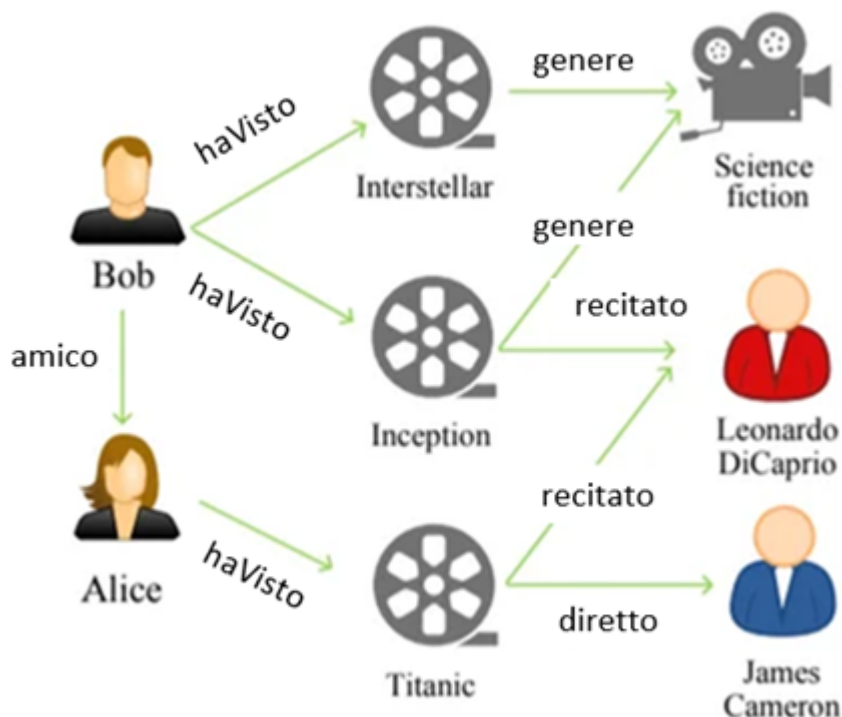 genere
haVisto
Interstellar
Science
fiction
genere
Bob
haVisto
recitato
amico
Inception
Leonardo
DiCaprio
recitato
haVisto
Alice
diretto
Titanic
James
Cameron